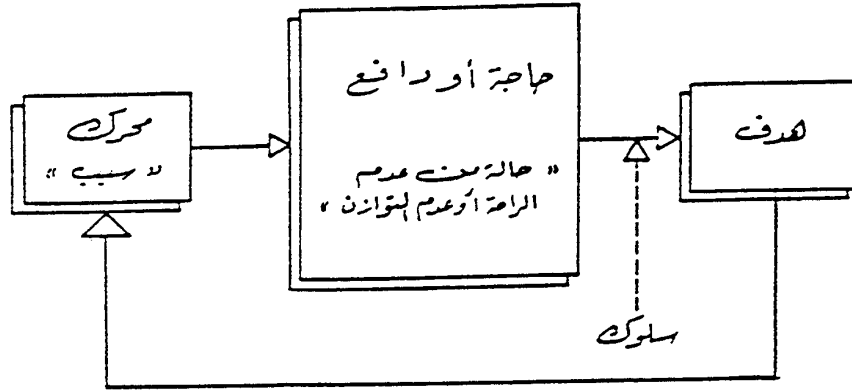 محرك
« سبب »
حاجة أو دافع
« حالة من عدم
الراحة أو عدم التوازن »
هدف
سلوك